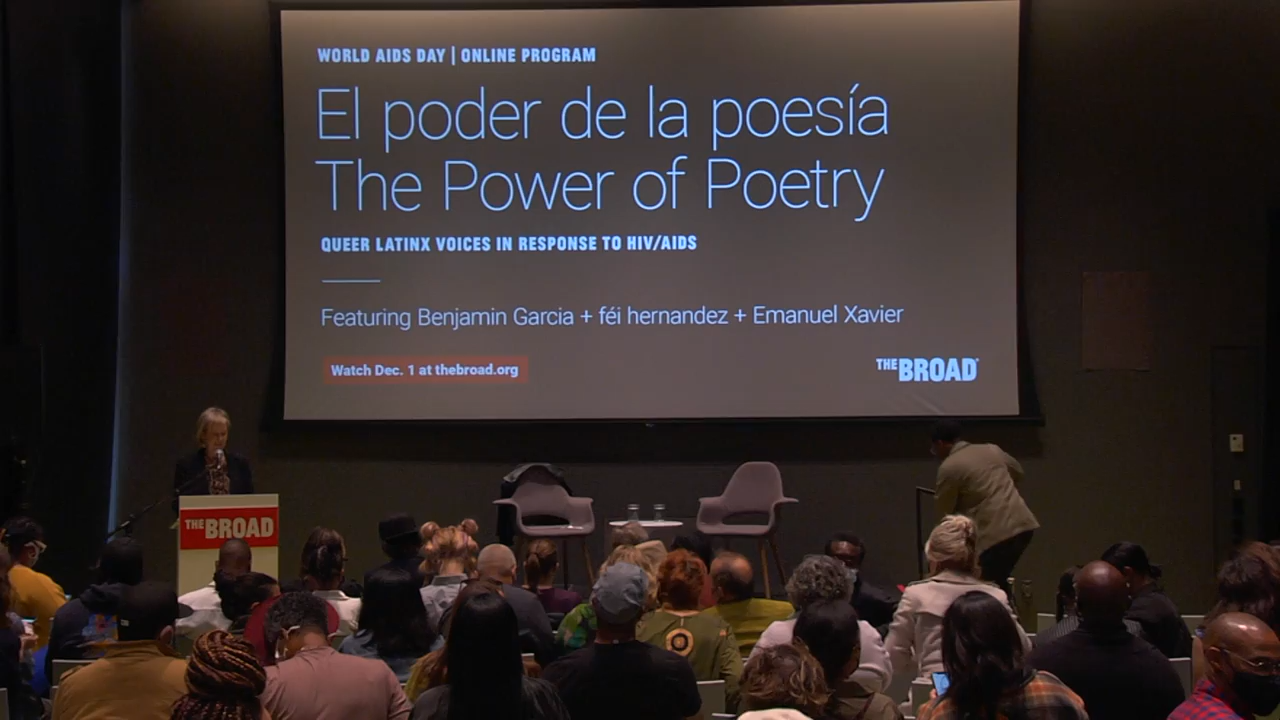 WORLD AIDS DAY | ONLINE PROGRAM
El poder de la poesía
The Power of Poetry
QUEER LATINX VOICES IN RESPONSE TO HIV/AIDS
Featuring Benjamin Garcia + féi hernandez + Emanuel Xavier
Watch Dec. 1 at thebroad.org
THE BROAD
THE BROAD